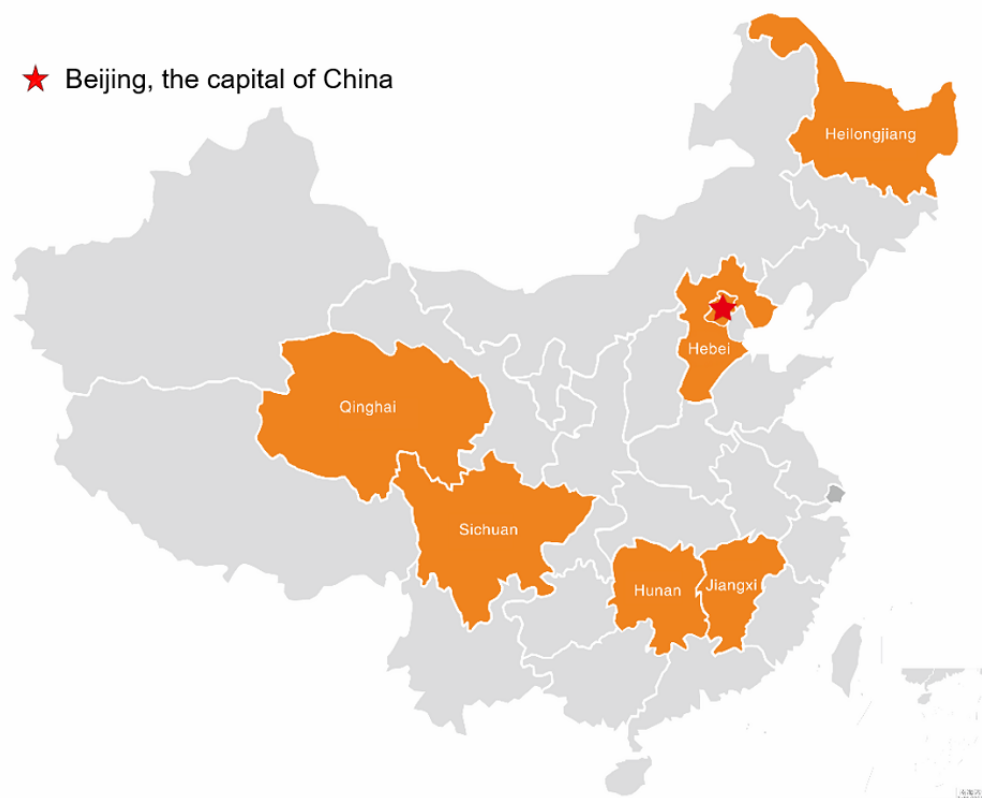 Beijing, the capital of China
Heilongjiang
Hebei
Qinghai
Sichuan
Hunan
Jiangxi